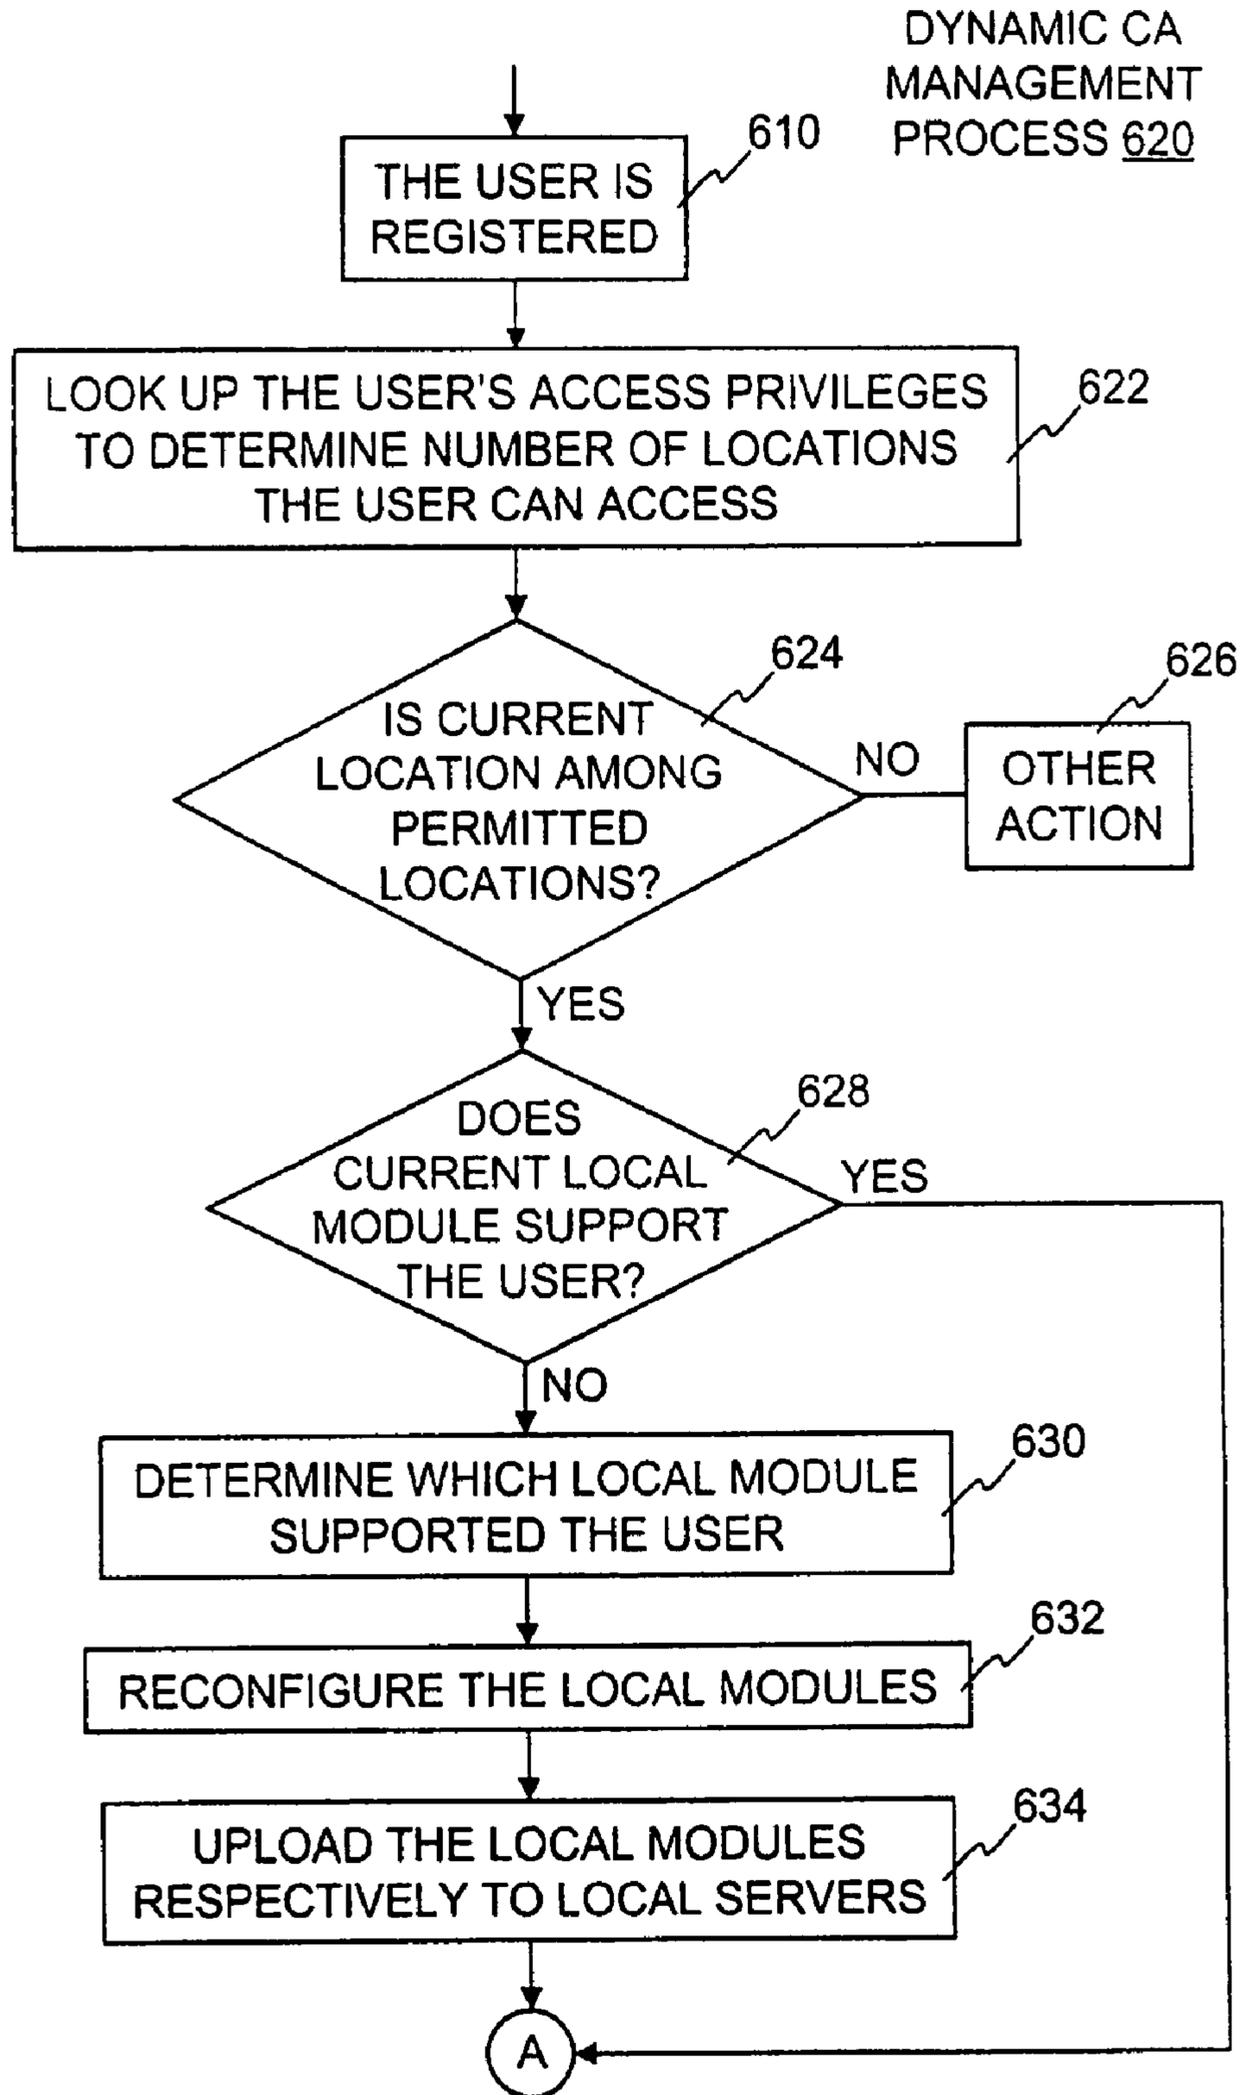 DYNAMIC CA
MANAGEMENT
PROCESS 620
610
THE USER IS
REGISTERED
622
LOOK UP THE USER'S ACCESS PRIVILEGES
TO DETERMINE NUMBER OF LOCATIONS
THE USER CAN ACCESS
624
IS CURRENT
LOCATION AMONG
PERMITTED
LOCATIONS?
NO
626
OTHER
ACTION
YES
628
DOES
CURRENT LOCAL
MODULE SUPPORT
THE USER?
YES
NO
630
DETERMINE WHICH LOCAL MODULE
SUPPORTED THE USER
632
RECONFIGURE THE LOCAL MODULES
634
UPLOAD THE LOCAL MODULES
RESPECTIVELY TO LOCAL SERVERS
A